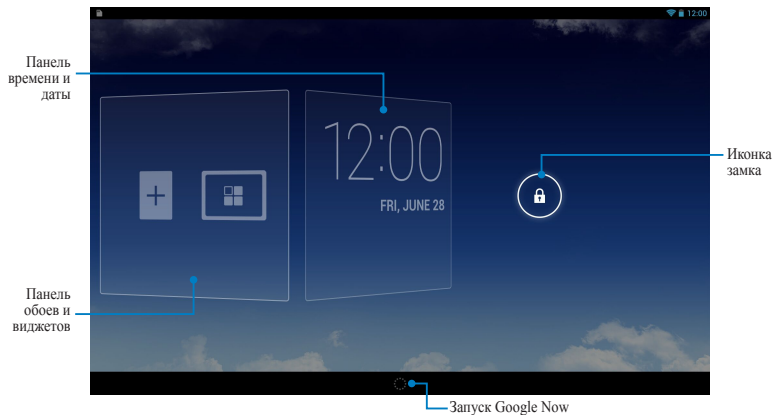 12:00
Панель
времени и
даты
12:00
FRI, JUNE 28
Иконка
замка
Панель
обоев и
виджетов
Запуск Google Now